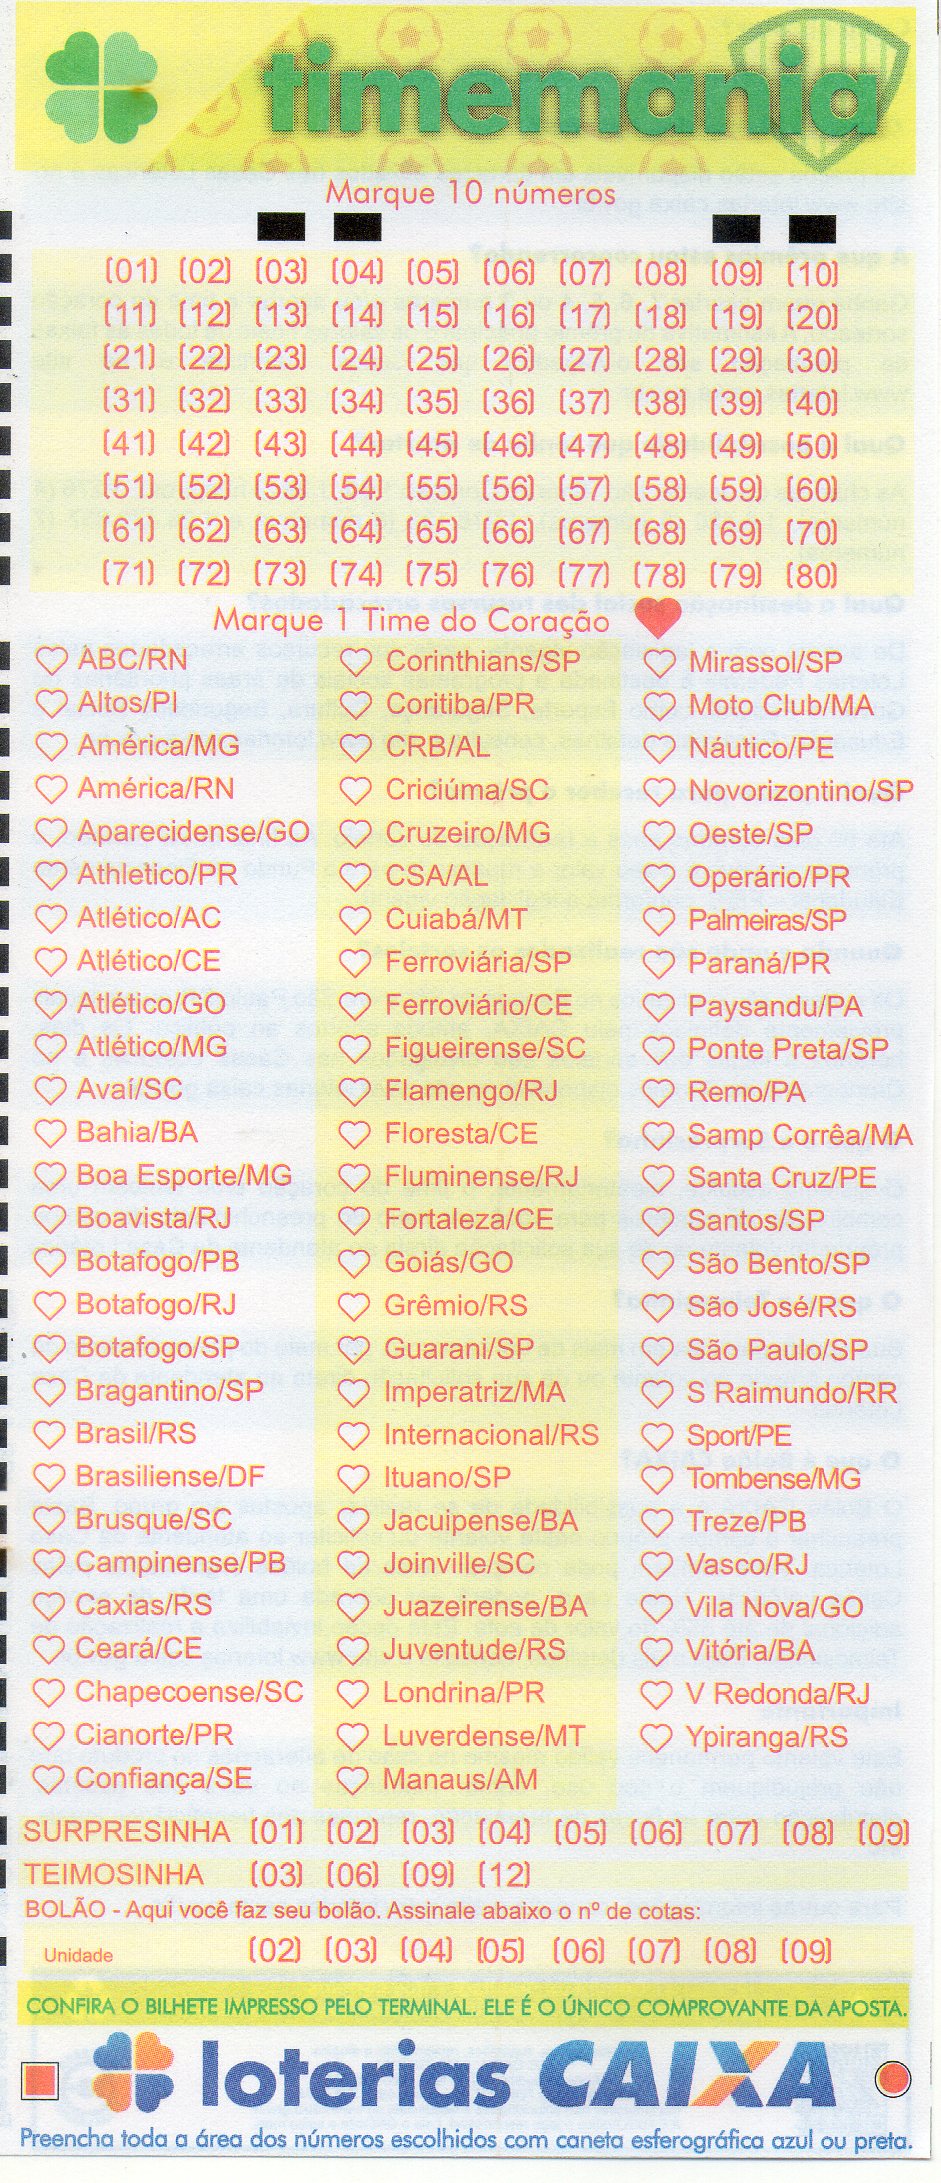 timemania
Marque 10 números
(01) (02) (03) (04) (05) (06) (07) (08) (09) (10)
(11) (12) (13) (14) (15) (16) (17) (18) (19) (20)
(21) (22) (23) (24) (25) (26) (27) (28) (29) (30)
(31) (32) (33) (34) (35) (36) (37) (38) (39) (40)
(41) (42) (43) (44) (45) (46) (47) (48) (49) (50)
(51) (52) (53) (54) (55) (56) (57) (58) (59) (60)
(61) (62) (63) (64) (65) (66) (67) (68) (69) (70)
(71) (72) (73) (74) (75) (76) (77) (78) (79) (80)
Marque 1 Time do Coração
ABC/RN
Altos/PI
América/MG
América/RN
Aparecidense/GO
Athletico/PR
Atlético/AC
Atlético/CE
Atlético/GO
Atlético/MG
Avaí/SC
Bahia/BA
Boa Esporte/MG
Boavista/RJ
Botafogo/PB
Botafogo/RJ
Botafogo/SP
Bragantino/SP
Brasil/RS
Brasiliense/DF
Brusque/SC
Campinense/PB
Caxias/RS
Ceará/CE
Chapecoense/SC
Cianorte/PR
Confiança/SE
Corinthians/SP
Coritiba/PR
CRB/AL
Criciúma/SC
Cruzeiro/MG
CSA/AL
Cuiabá/MT
Ferroviária/SP
Ferroviário/CE
Figueirense/SC
Flamengo/RJ
Floresta/CE
Fluminense/RJ
Fortaleza/CE
Goiás/GO
Grêmio/RS
Guarani/SP
Imperatriz/MA
Internacional/RS
Ituano/SP
Jacuipense/BA
Joinville/SC
Juazeirense/BA
Juventude/RS
Londrina/PR
Luverdense/MT
Manaus/AM
Mirassol/SP
Moto Club/MA
Náutico/PE
Novorizontino/SP
Oeste/SP
Operário/PR
Palmeiras/SP
Paraná/PR
Paysandu/PA
Ponte Preta/SP
Remo/PA
Samp Corrêa/MA
Santa Cruz/PE
Santos/SP
São Bento/SP
São José/RS
São Paulo/SP
S Raimundo/RR
Sport/PE
Tombense/MG
Treze/PB
Vasco/RJ
Vila Nova/GO
Vitória/BA
V Redonda/RJ
Ypiranga/RS
SURPRESINHA (01) (02) (03) (04) (05) (06) (07) (08) (09)
TEIMOSINHA (03) (06) (09) (12)
BOLÃO - Aqui você faz seu bolão. Assinale abaixo o nº de cotas:
Unidade (02) (03) (04) (05) (06) (07) (08) (09)
CONFIRA O BILHETE IMPRESSO PELO TERMINAL. ELE É O ÚNICO COMPROVANTE DA APOSTA.
loterias CAIXA
Preencha toda a área dos números escolhidos com caneta esferográfica azul ou preta.